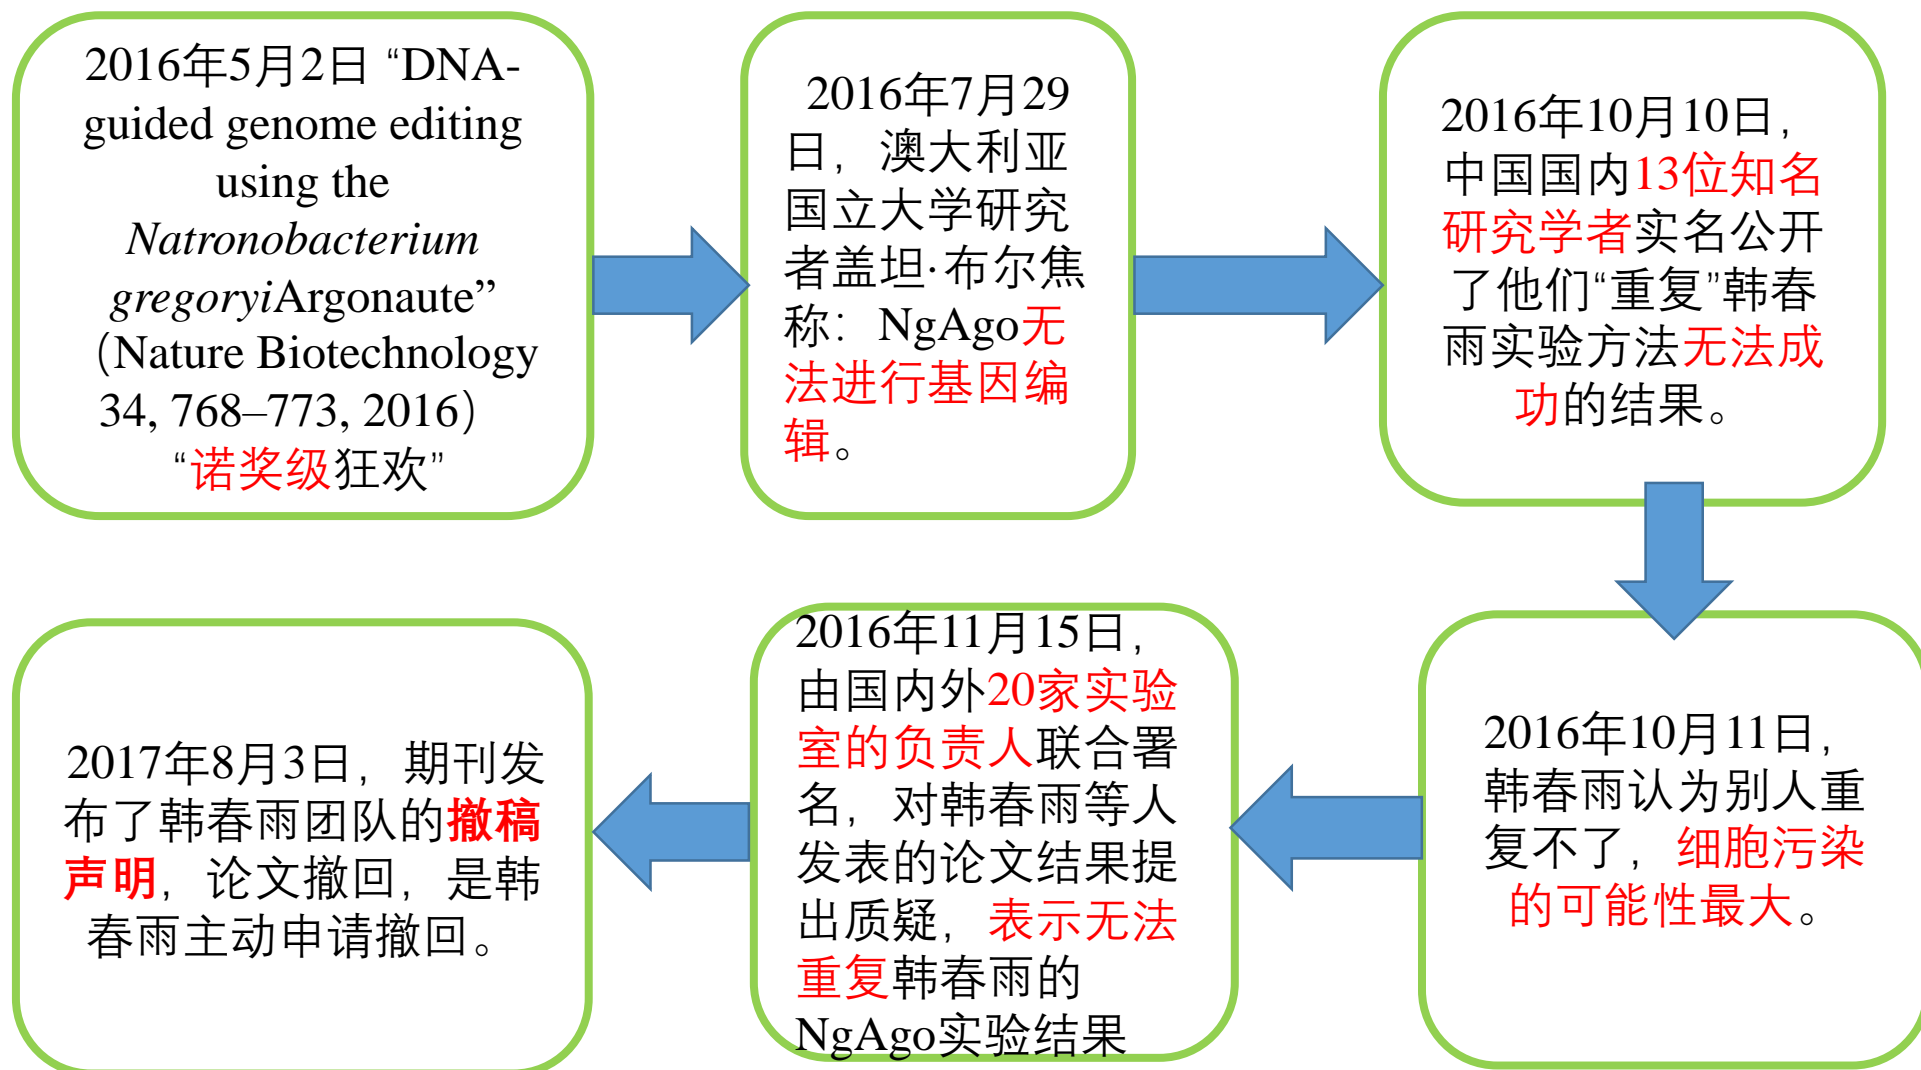 2016年5月2日 “DNA-
guided genome editing
using the
Natronobacterium
gregoryiArgonaute”
（Nature Biotechnology
34, 768–773, 2016）
“诺奖级狂欢”
2016年7月29
日，澳大利亚
国立大学研究
者盖坦·布尔焦
称：NgAgo无
法进行基因编
辑。
2016年10月10日，
中国国内13位知名
研究学者实名公开
了他们“重复”韩春
雨实验方法无法成
功的结果。
2016年10月11日，
韩春雨认为别人重
复不了，细胞污染
的可能性最大。
2016年11月15日，
由国内外20家实验
室的负责人联合署
名，对韩春雨等人
发表的论文结果提
出质疑，表示无法
重复韩春雨的
NgAgo实验结果
2017年8月3日，期刊发
布了韩春雨团队的撤稿
声明，论文撤回，是韩
春雨主动申请撤回。